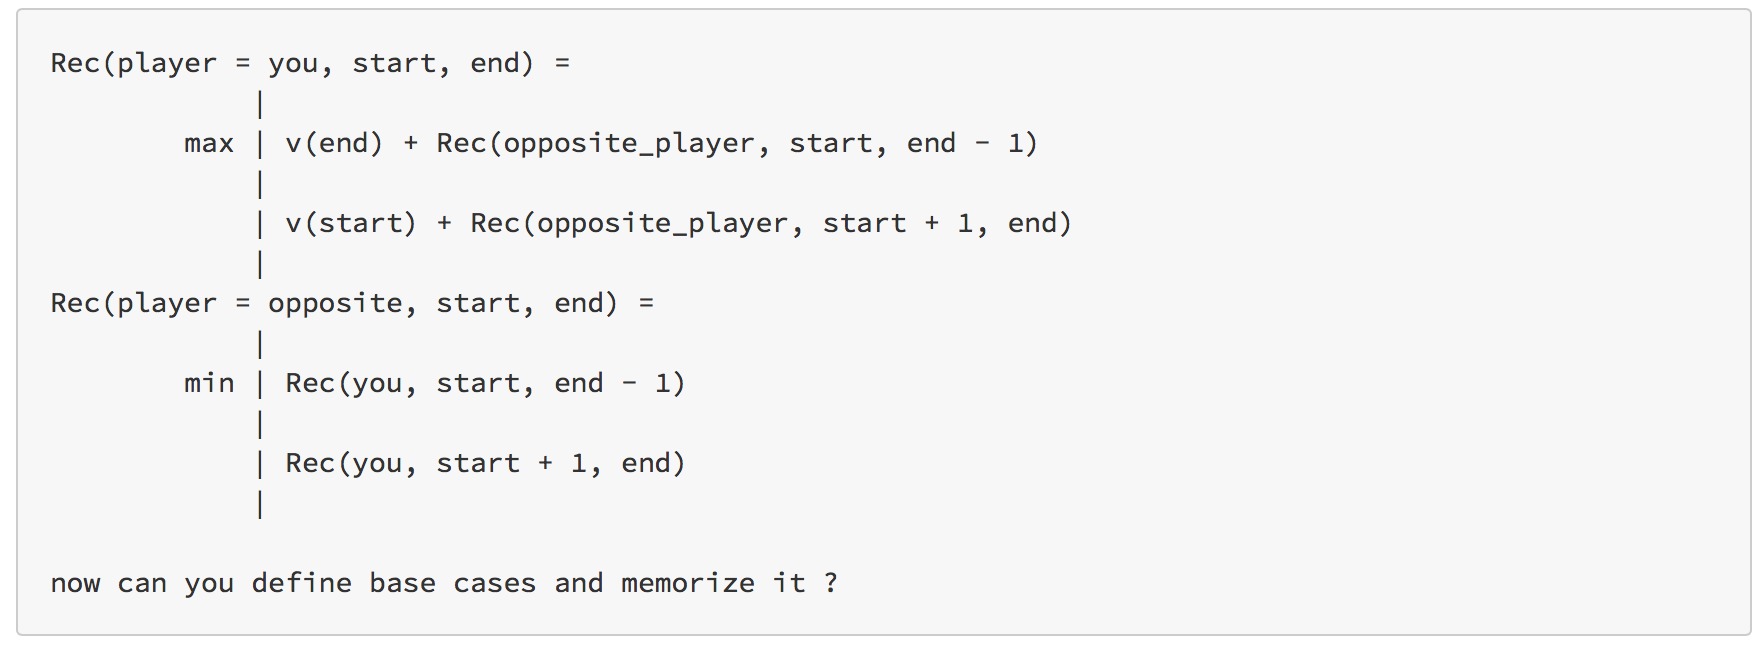 Rec(player = you, start, end) =
|
max | v(end) + Rec(opposite_player, start, end - 1)
|
| v(start) + Rec(opposite_player, start + 1, end)
|
Rec(player = opposite, start, end) =
|
min | Rec(you, start, end - 1)
|
| Rec(you, start + 1, end)
|
now can you define base cases and memorize it ?